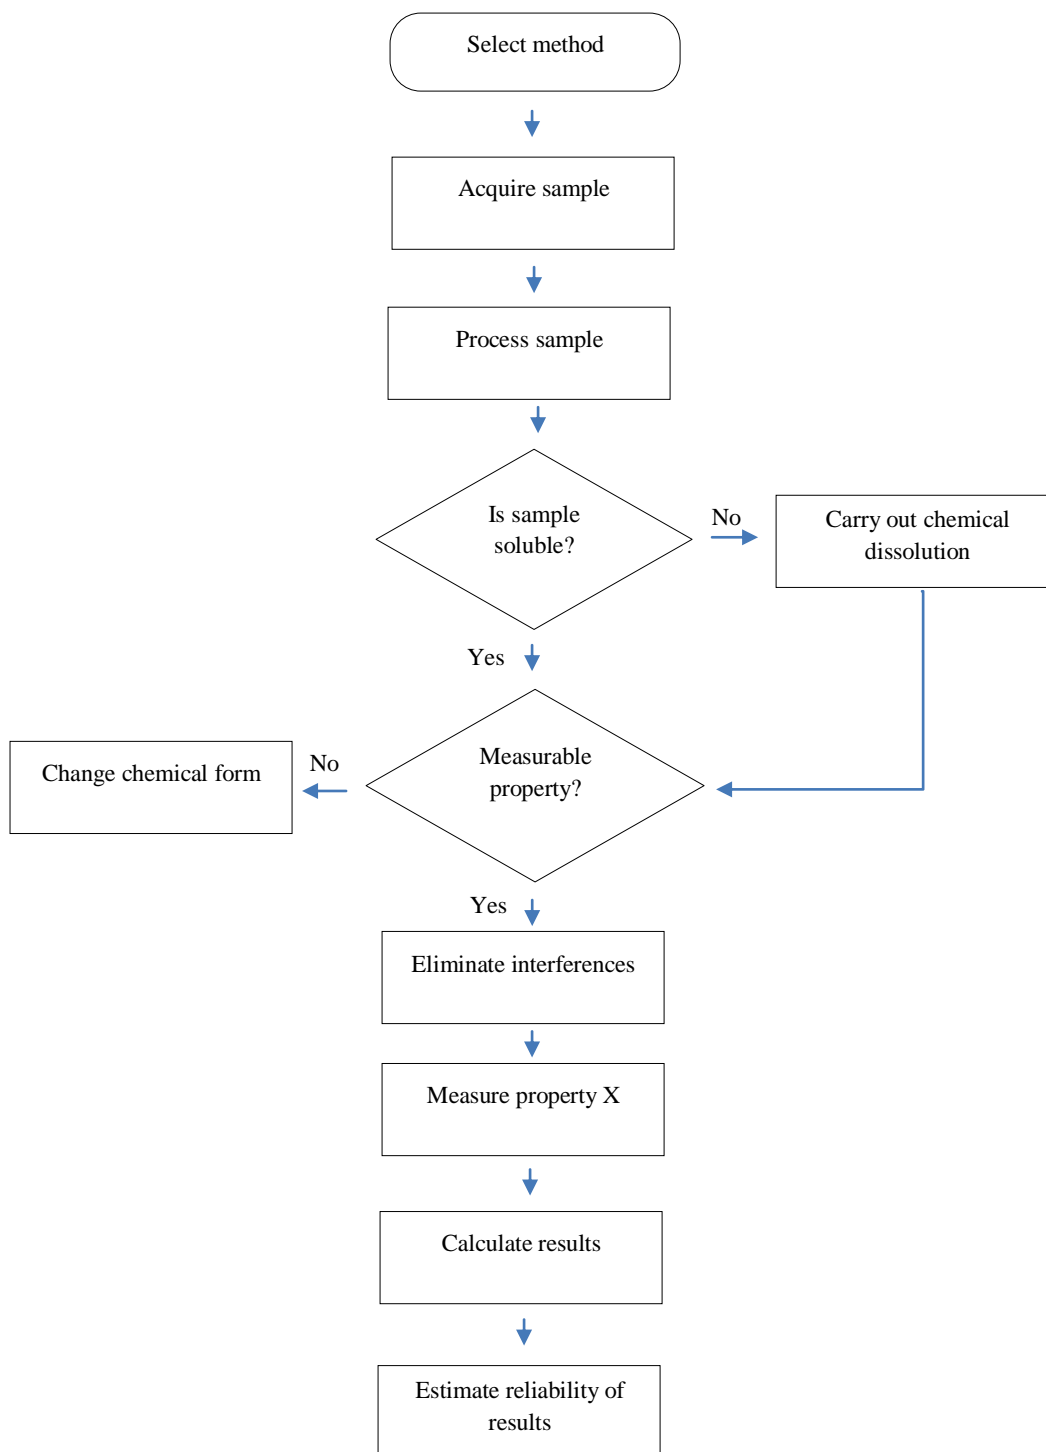 Select method
Acquire sample
Process sample
Is sample
soluble?
No
Carry out chemical
dissolution
Yes
Measurable
property?
No
Change chemical form
Yes
Eliminate interferences
Measure property X
Calculate results
Estimate reliability of
results